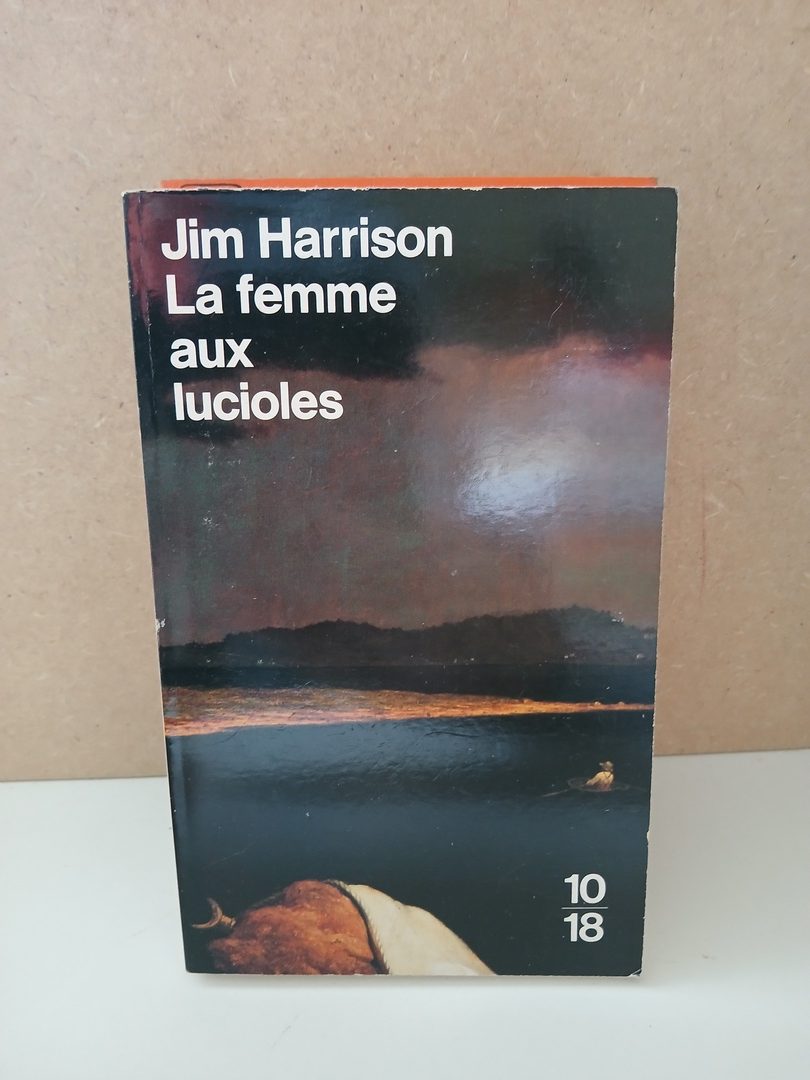 Jim Harrison
La femme
aux
lucioles
10
18